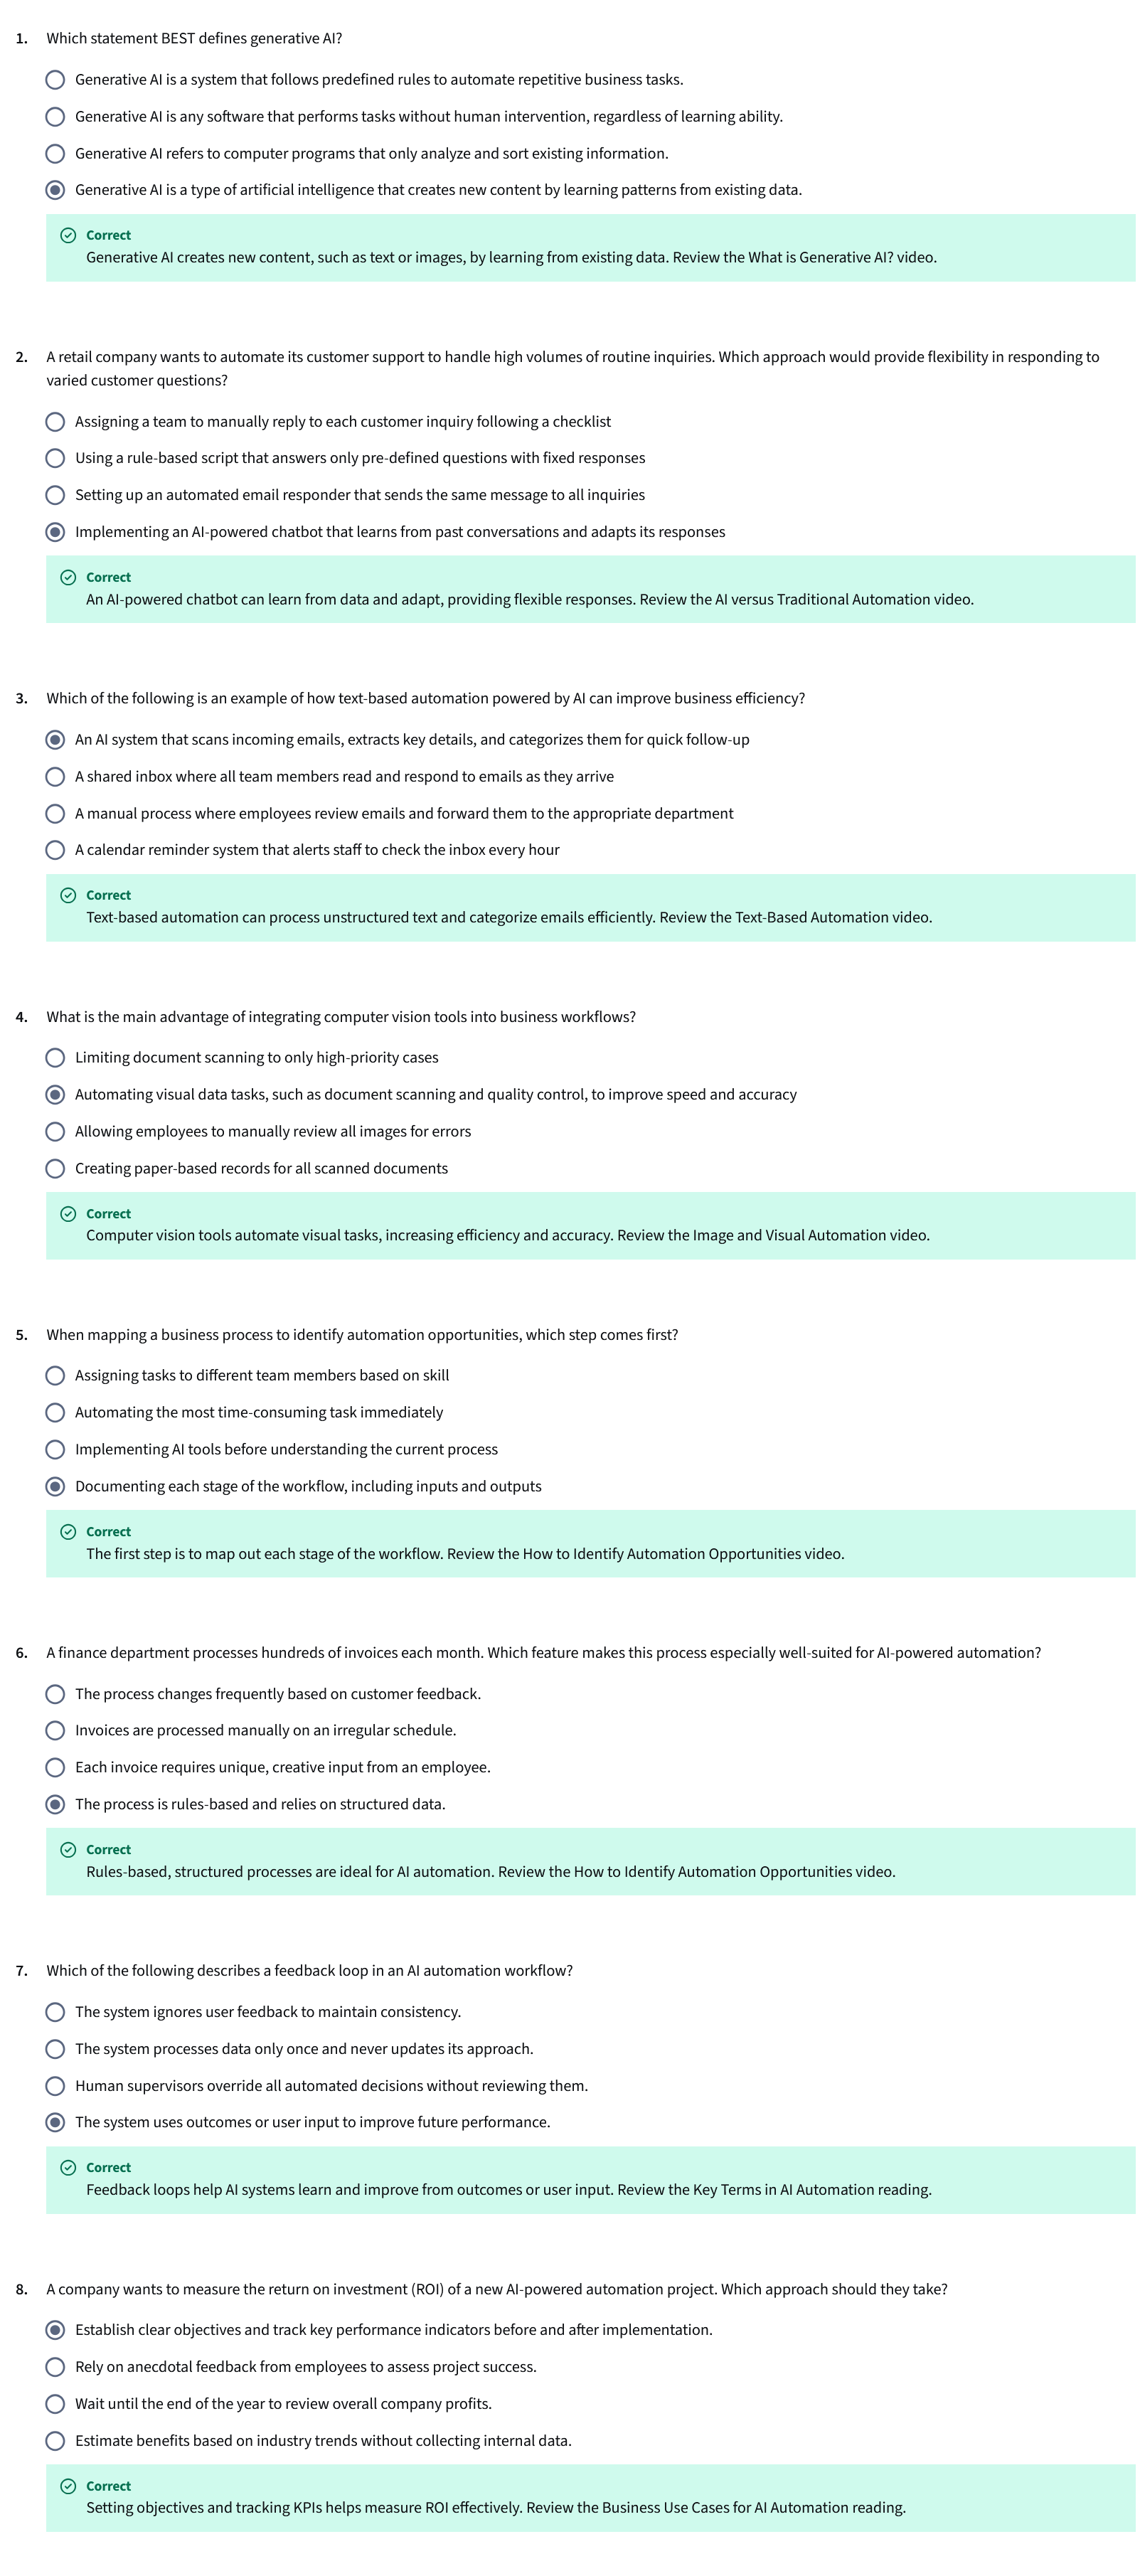 1. Which statement BEST defines generative AI?
Generative AI is a system that follows predefined rules to automate repetitive business tasks.
Generative AI is any software that performs tasks without human intervention, regardless of learning ability.
Generative AI refers to computer programs that only analyze and sort existing information.
Generative AI is a type of artificial intelligence that creates new content by learning patterns from existing data.
Correct
Generative AI creates new content, such as text or images, by learning from existing data. Review the What is Generative AI? video.
2. A retail company wants to automate its customer support to handle high volumes of routine inquiries. Which approach would provide flexibility in responding to
varied customer questions?
Assigning a team to manually reply to each customer inquiry following a checklist
Using a rule-based script that answers only pre-defined questions with fixed responses
Setting up an automated email responder that sends the same message to all inquiries
Implementing an AI-powered chatbot that learns from past conversations and adapts its responses
Correct
An AI-powered chatbot can learn from data and adapt, providing flexible responses. Review the AI versus Traditional Automation video.
3. Which of the following is an example of how text-based automation powered by AI can improve business efficiency?
An AI system that scans incoming emails, extracts key details, and categorizes them for quick follow-up
A shared inbox where all team members read and respond to emails as they arrive
A manual process where employees review emails and forward them to the appropriate department
A calendar reminder system that alerts staff to check the inbox every hour
Correct
Text-based automation can process unstructured text and categorize emails efficiently. Review the Text-Based Automation video.
4. What is the main advantage of integrating computer vision tools into business workflows?
Limiting document scanning to only high-priority cases
Automating visual data tasks, such as document scanning and quality control, to improve speed and accuracy
Allowing employees to manually review all images for errors
Creating paper-based records for all scanned documents
Correct
Computer vision tools automate visual tasks, increasing efficiency and accuracy. Review the Image and Visual Automation video.
5. When mapping a business process to identify automation opportunities, which step comes first?
Assigning tasks to different team members based on skill
Automating the most time-consuming task immediately
Implementing AI tools before understanding the current process
Documenting each stage of the workflow, including inputs and outputs
Correct
The first step is to map out each stage of the workflow. Review the How to Identify Automation Opportunities video.
6. A finance department processes hundreds of invoices each month. Which feature makes this process especially well-suited for AI-powered automation?
The process changes frequently based on customer feedback.
Invoices are processed manually on an irregular schedule.
Each invoice requires unique, creative input from an employee.
The process is rules-based and relies on structured data.
Correct
Rules-based, structured processes are ideal for AI automation. Review the How to Identify Automation Opportunities video.
7. Which of the following describes a feedback loop in an AI automation workflow?
The system ignores user feedback to maintain consistency.
The system processes data only once and never updates its approach.
Human supervisors override all automated decisions without reviewing them.
The system uses outcomes or user input to improve future performance.
Correct
Feedback loops help AI systems learn and improve from outcomes or user input. Review the Key Terms in AI Automation reading.
8. A company wants to measure the return on investment (ROI) of a new AI-powered automation project. Which approach should they take?
Establish clear objectives and track key performance indicators before and after implementation.
Rely on anecdotal feedback from employees to assess project success.
Wait until the end of the year to review overall company profits.
Estimate benefits based on industry trends without collecting internal data.
Correct
Setting objectives and tracking KPIs helps measure ROI effectively. Review the Business Use Cases for AI Automation reading.